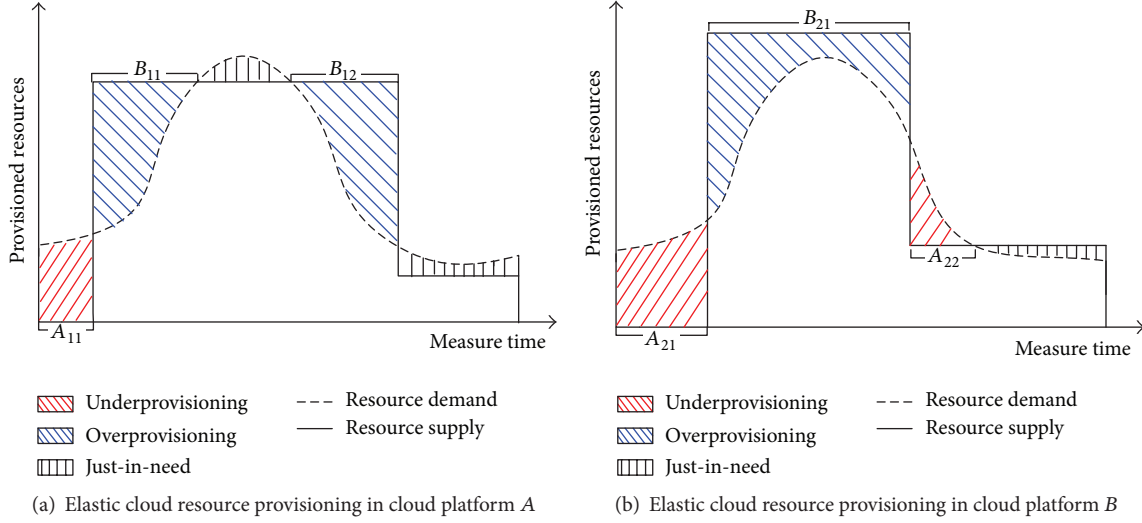 Provisioned resources
B11
B12
A11
Measure time
Underprovisioning
Overprovisioning
Just-in-need
Resource demand
Resource supply
(a) Elastic cloud resource provisioning in cloud platform A
Provisioned resources
B21
A22
A21
Measure time
Underprovisioning
Overprovisioning
Just-in-need
Resource demand
Resource supply
(b) Elastic cloud resource provisioning in cloud platform B